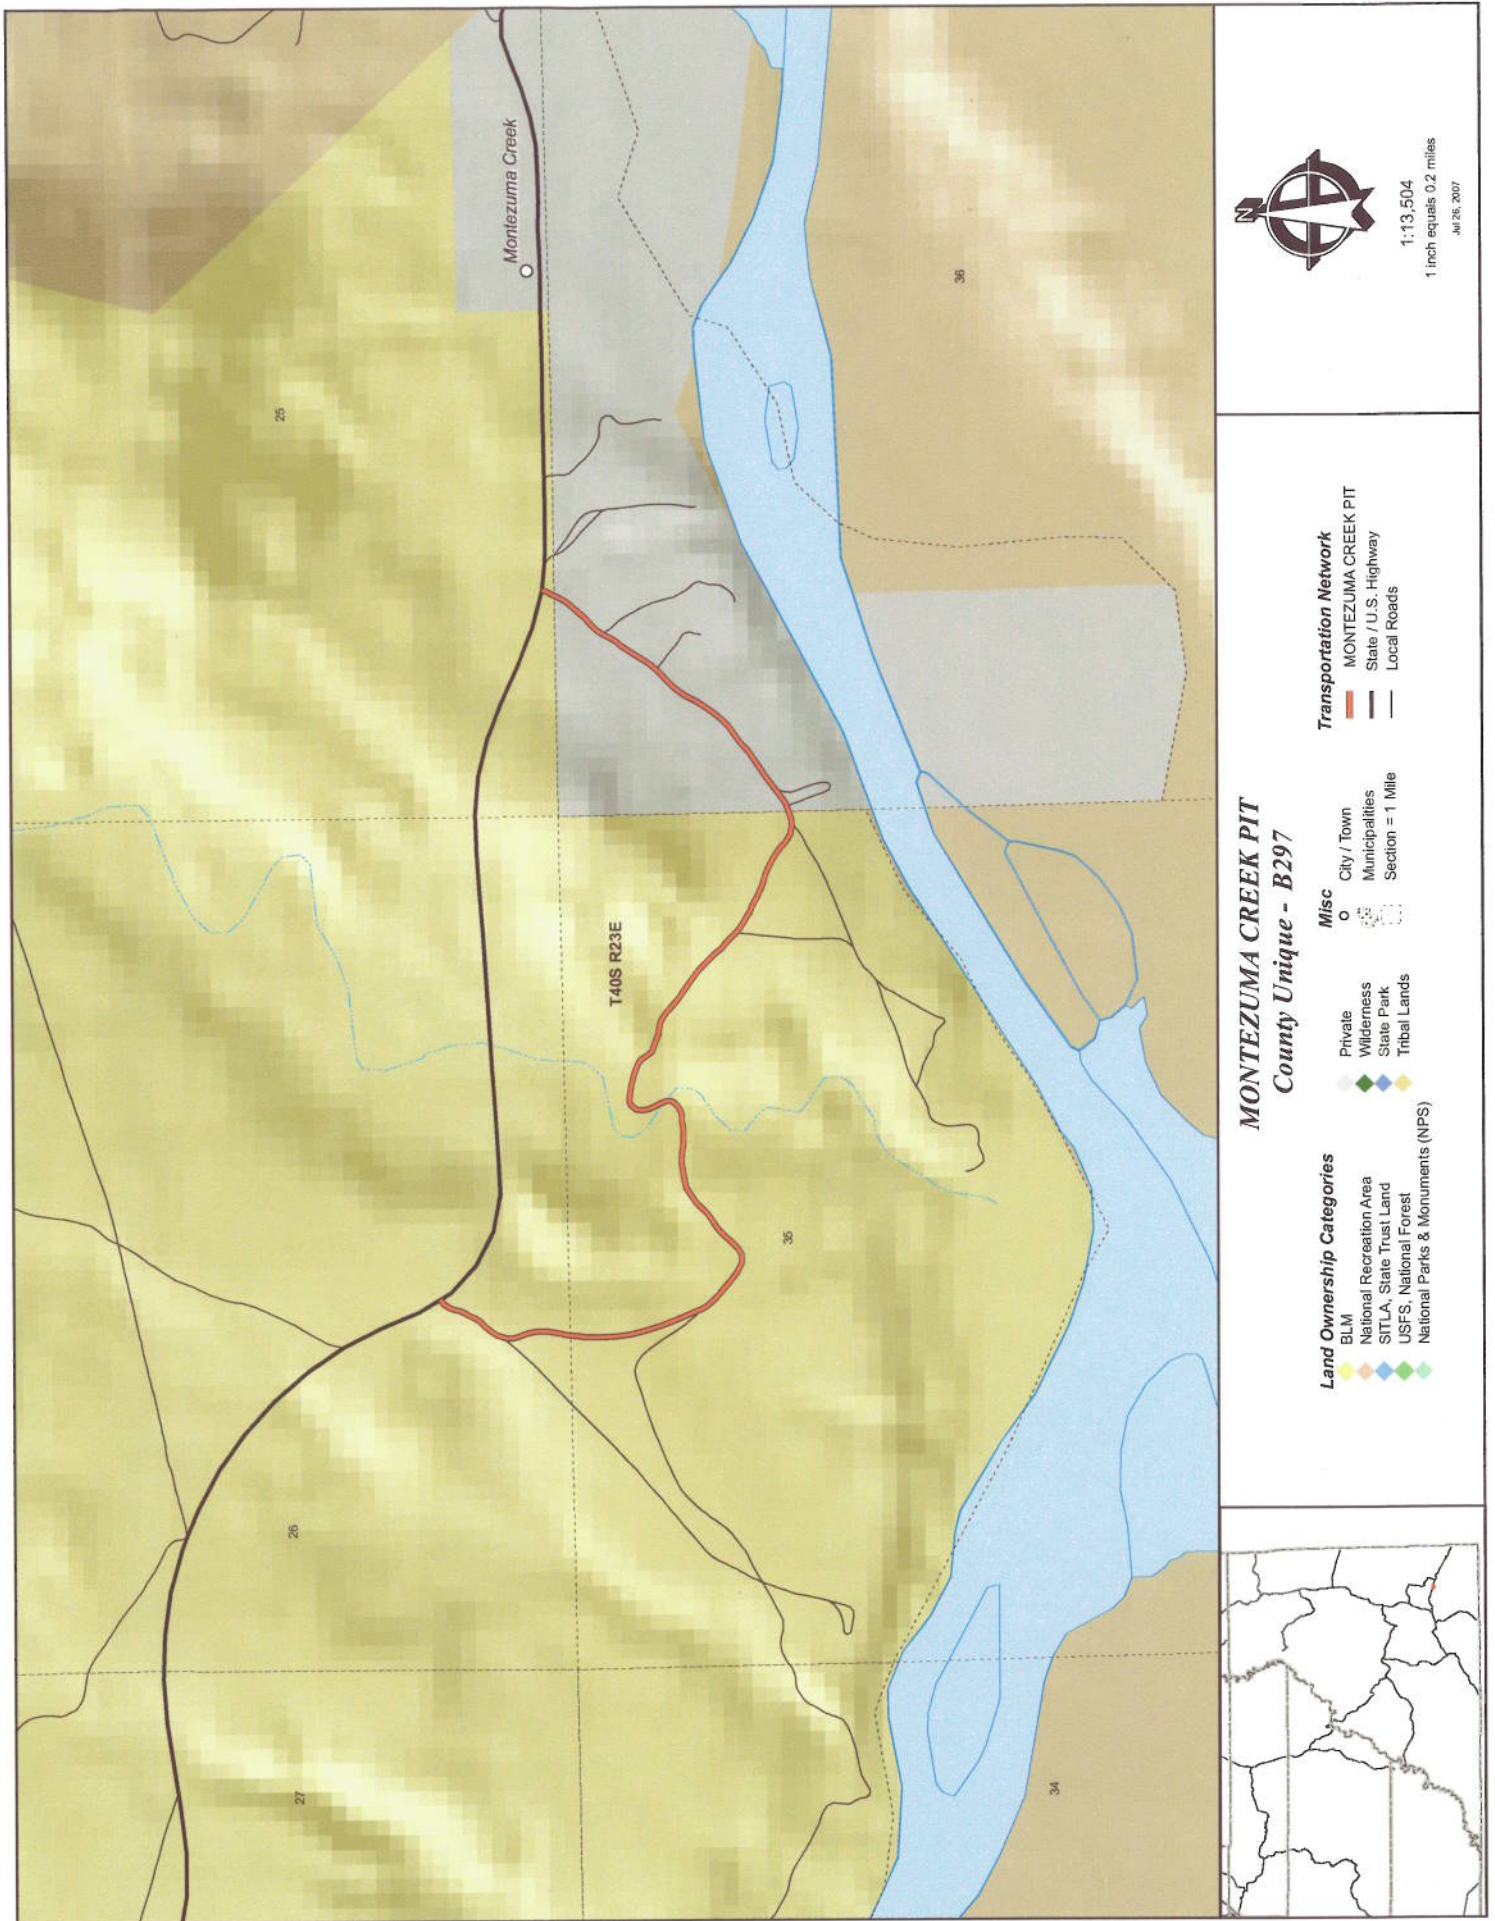 Montezuma Creek
25
26
27
T40S R23E
36
35
34
MONTEZUMA CREEK PIT
County Unique - B297
Land Ownership Categories
BLM
National Recreation Area
SITLA, State Trust Land
USFS, National Forest
National Parks & Monuments (NPS)
Private
Wilderness
State Park
Tribal Lands
Misc
City / Town
Municipalities
Section = 1 Mile
Transportation Network
MONTEZUMA CREEK PIT
State / U.S. Highway
Local Roads
N
1:13,504
1 inch equals 0.2 miles
Jul 26, 2007